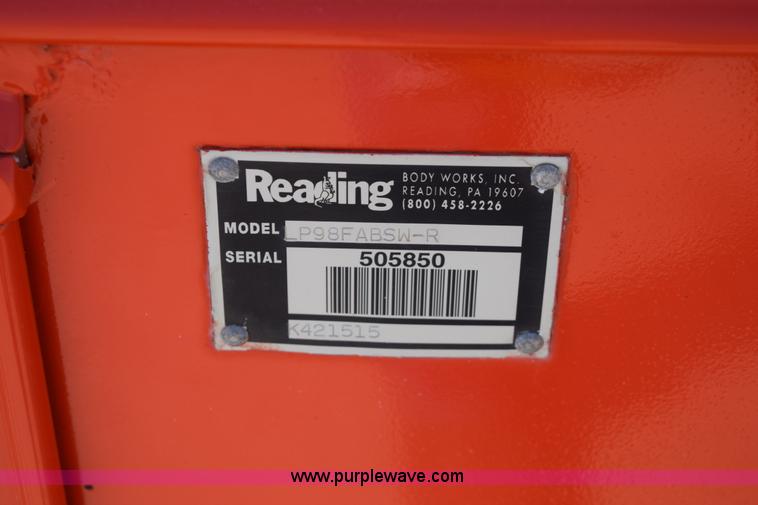 Reading
BODY WORKS, INC.
READING, PA 19607
(800) 458-2226
MODEL LP98FABSW-R
SERIAL 505850
K421515
www.purplewave.com